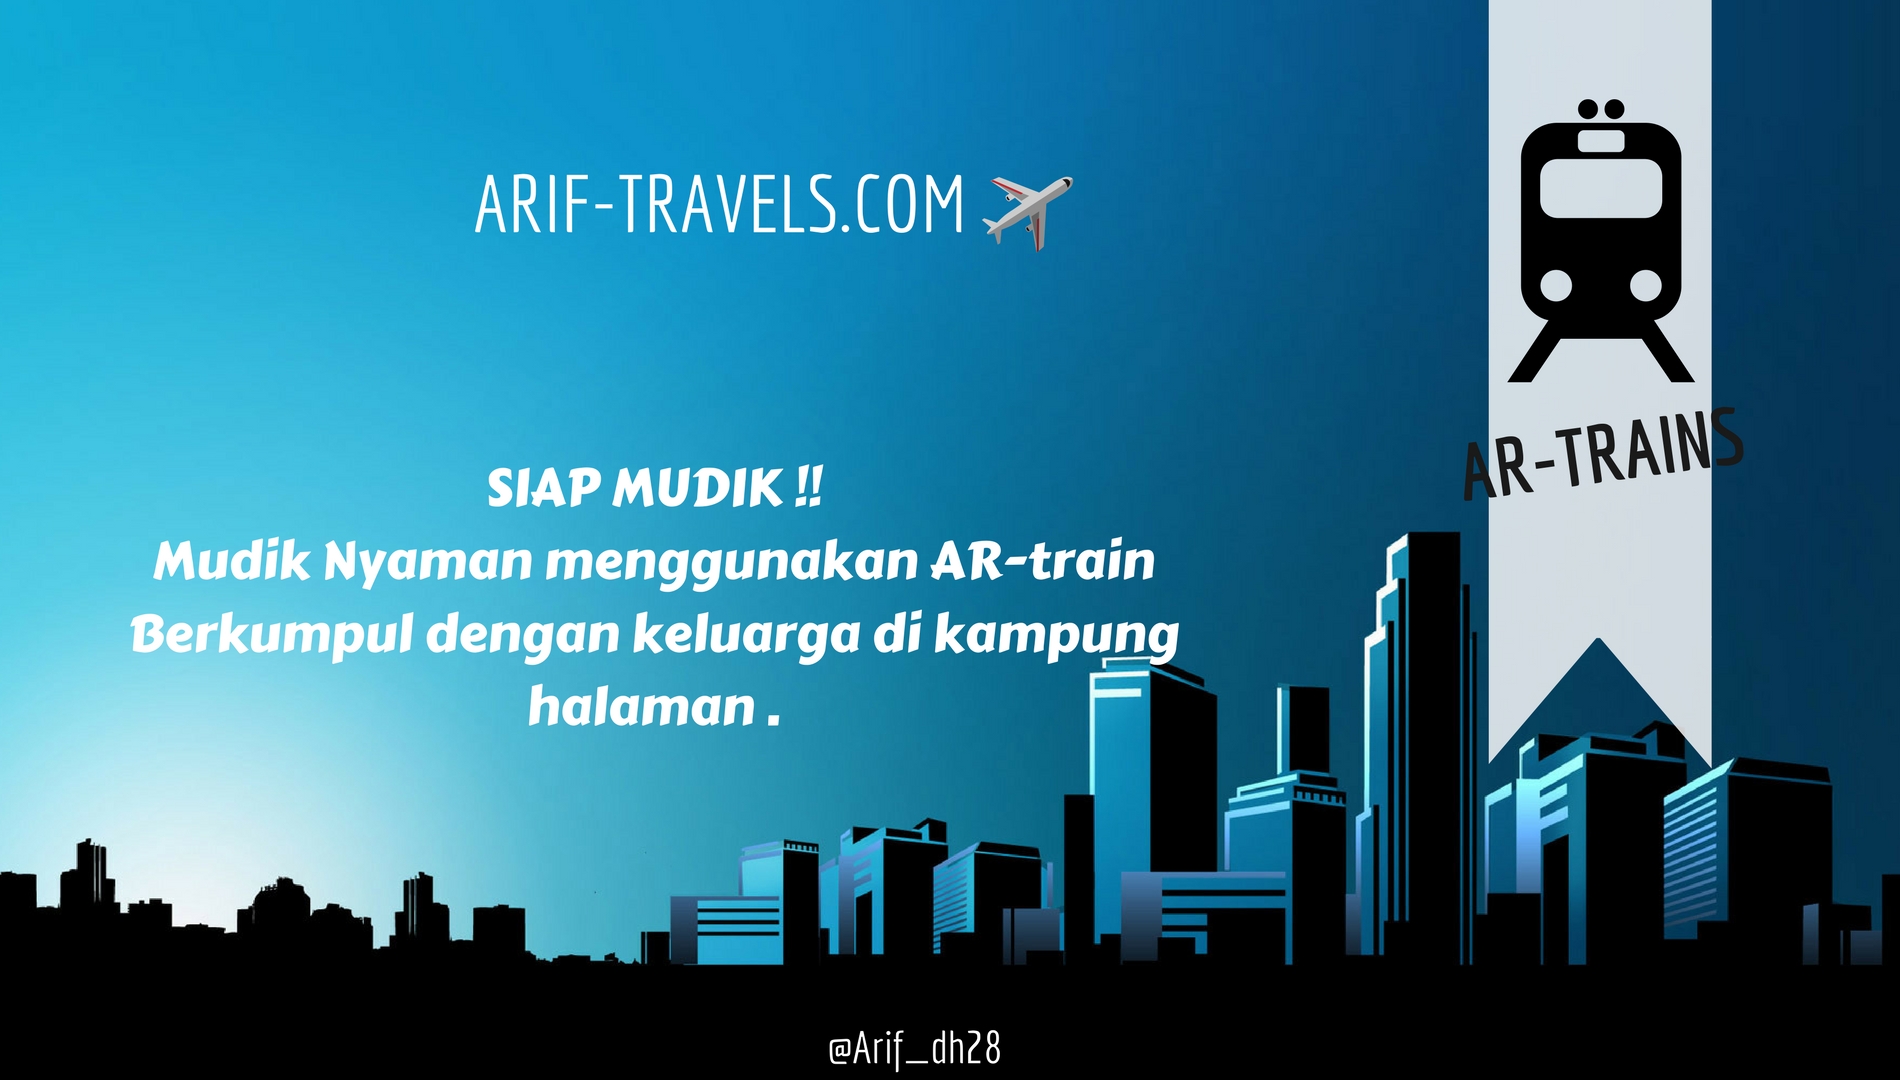 ARIF-TRAVELS.COM
AR-TRAINS
SIAP MUDIK !!
Mudik Nyaman menggunakan AR-train
Berkumpul dengan keluarga di kampung
halaman .
@Arif_dh28